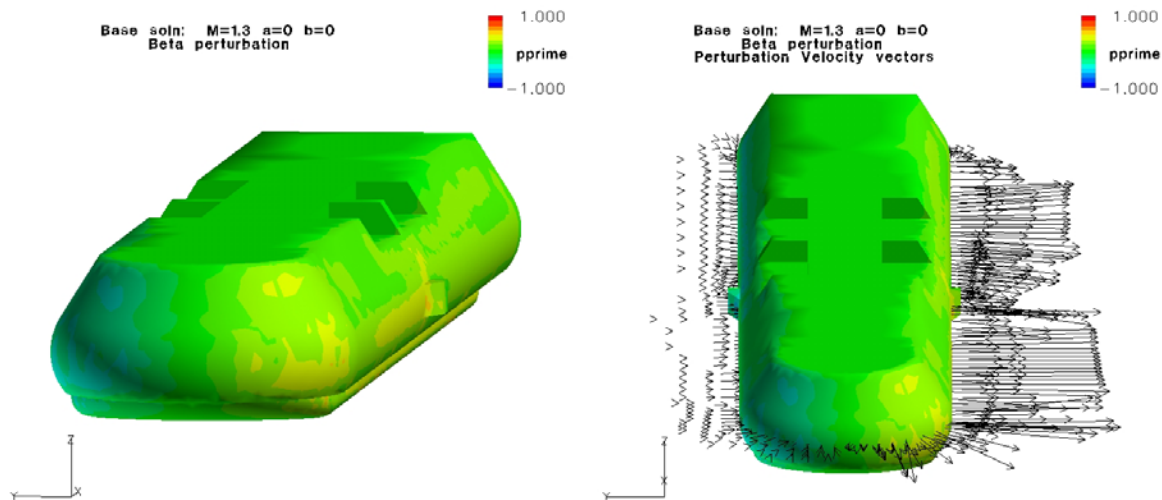 Base soln: M=1.3 a=0 b=0
Beta perturbation
1.000
pprime
-1.000
Z
Y
X
Base soln: M=1.3 a=0 b=0
Beta perturbation
Perturbation Velocity vectors
1.000
pprime
-1.000
Z
Y
X